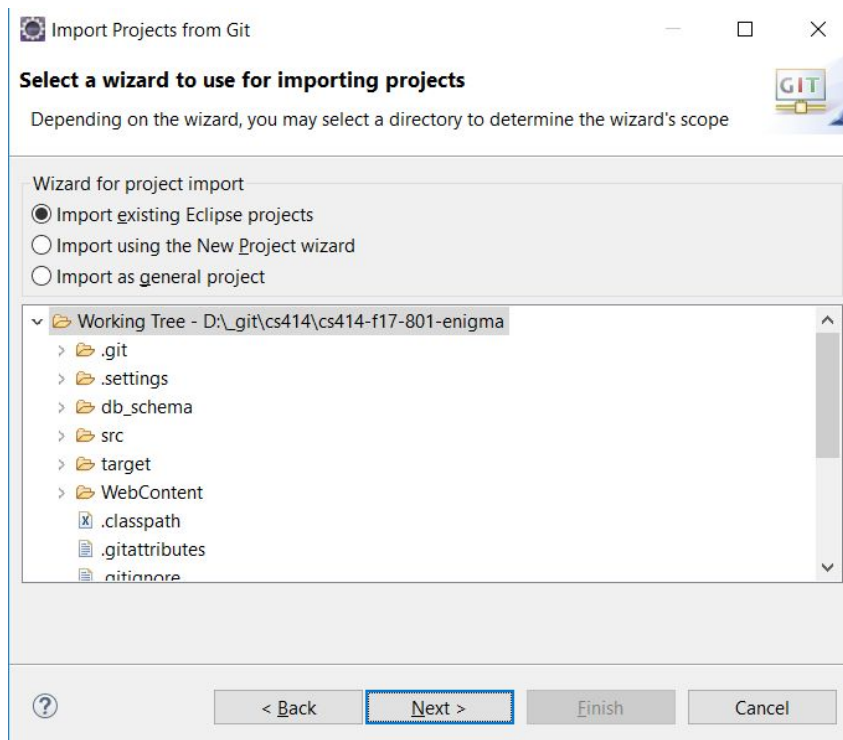 Import Projects from Git
Select a wizard to use for importing projects
GIT
Depending on the wizard, you may select a directory to determine the wizard's scope
Wizard for project import
Import existing Eclipse projects
Import using the New Project wizard
Import as general project
Working Tree - D:\_git\cs414\cs414-f17-801-enigma
.git
.settings
db_schema
src
target
WebContent
.classpath
.gitattributes
.gitignore
< Back Next > Finish Cancel